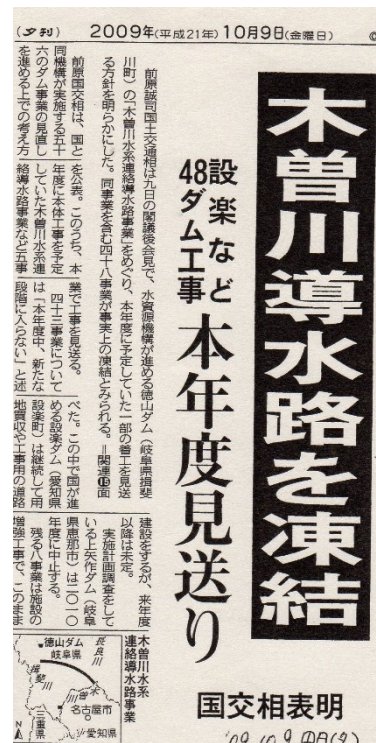 （夕刊） 2009年(平成21年) 10月9日(金曜日)
木曽川導水路を凍結
設楽など
48ダム工事
本年度見送り
国交相表明
前原誠司国土交通相は九日の閣議後会見で、水資源機構が進める徳山ダム（岐阜県揖斐
川町）の「木曽川水系連絡導水路事業」をめぐり、本年度に予定していた一部の着工を見送
る方針を明らかにした。同事業を含む四十八事業が事実上の凍結とみられる。＝関連⑮面
前原国交相は、国と
同機構が実施する五十
六のダム事業の見直し
を進める上での考え方
を公表。このうち、本
年度に本体工事を予定
していた木曽川水系連
絡導水路事業など五事
業で工事を見送る。
四十三事業について
は「本年度中、新たな
段階に入らない」と述
べた。この中で国が進
める設楽ダム（愛知県
設楽町）は継続して用
地買収や工事用の道路
建設をするが、来年度
以降は未定。
実施計画調査をして
いる上矢作ダム（岐阜
県恵那市）は二〇一〇
年度に中止する。
残る八事業は施設の
増強工事で、このまま
木曽川水系
連絡導水路事業
長良川
徳山ダム
岐阜県
揖斐川
木曽川
名古屋市
三重県
愛知県
N
'09.10.9